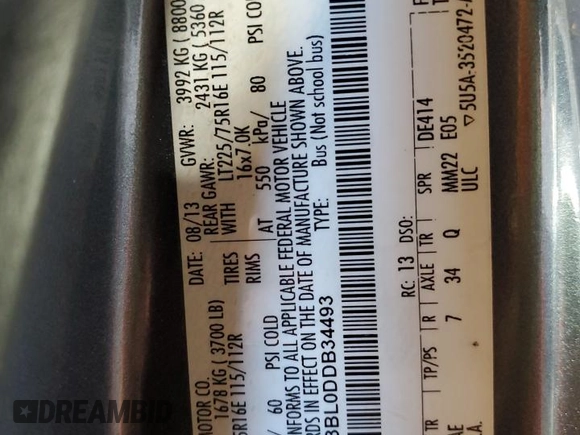 MOTOR CO.
DATE: 08/13 GVWR: 3992 KG ( 8800
1678 KG ( 3700 LB) REAR GAWR: 2431 KG ( 5360
5R16E 115/112R TIRES WITH LT225/75R16E 115/112R
RIMS 16x7.0K
/ 60 PSI COLD AT 550 kPa/ 80 PSI COL
NFORMS TO ALL APPLICABLE FEDERAL MOTOR VEHICLE
RDS IN EFFECT ON THE DATE OF MANUFACTURE SHOWN ABOVE.
3BL0DDB34493 TYPE: Bus (Not school bus)
RC: 13 DSO:
TR TP/PS R AXLE TR SPR DE414
AE 7 34 Q MM22 E05
.A. ULC
▽5U5A-3520472-
DREAMBID